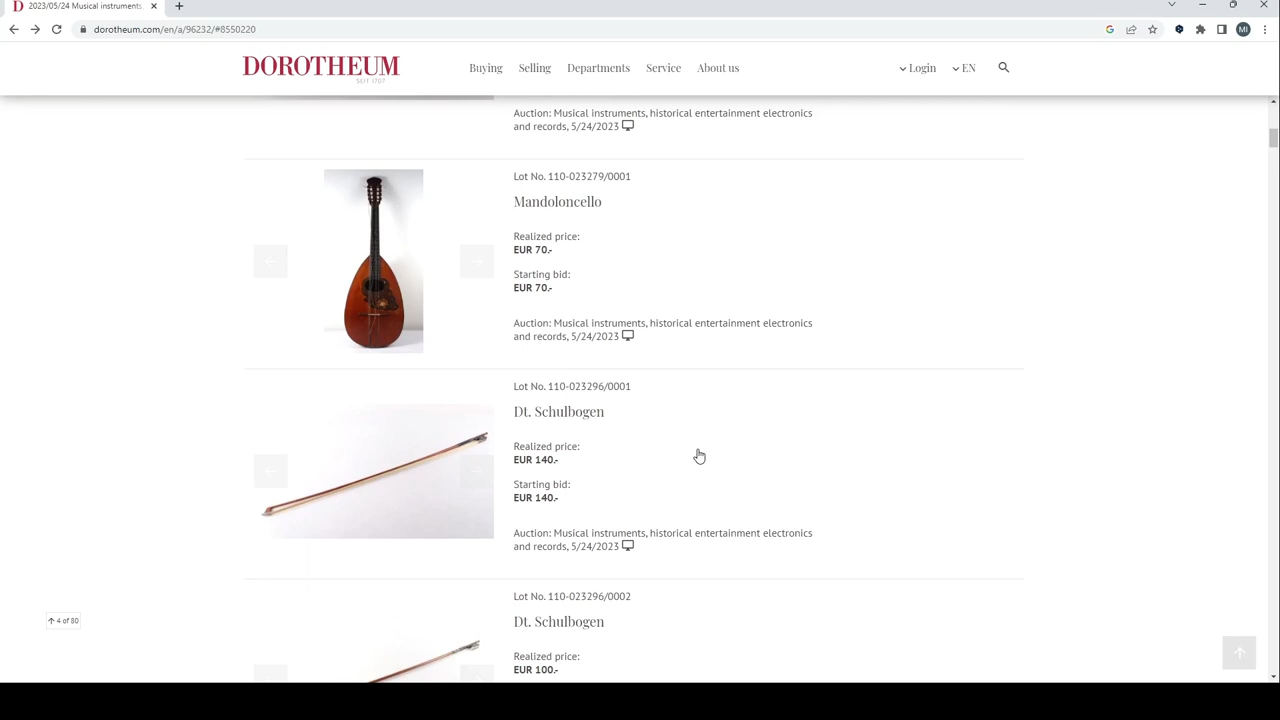 2023/05/24 Musical instruments,
dorotheum.com/en/a/96232/#8550220
MI
DOROTHEUM
SEIT 1707
Buying Selling Departments Service About us
Login EN
Auction: Musical instruments, historical entertainment electronics
and records, 5/24/2023
Lot No. 110-023279/0001
Mandoloncello
Realized price:
EUR 70.-
Starting bid:
EUR 70.-
Auction: Musical instruments, historical entertainment electronics
and records, 5/24/2023
Lot No. 110-023296/0001
Dt. Schulbogen
Realized price:
EUR 140.-
Starting bid:
EUR 140.-
Auction: Musical instruments, historical entertainment electronics
and records, 5/24/2023
Lot No. 110-023296/0002
4 of 80
Dt. Schulbogen
Realized price:
EUR 100.-